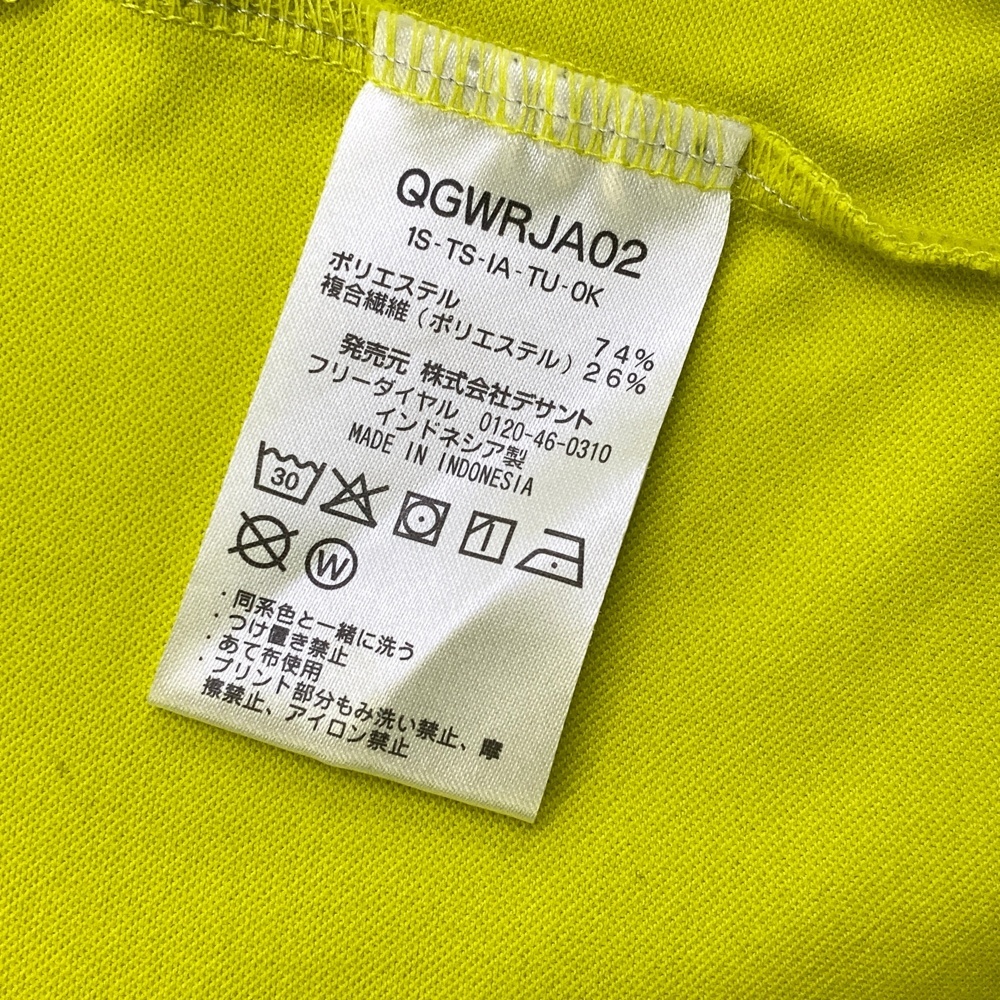 QGWRJA02
1S-TS-IA-TU-0K
ポリエステル 74%
複合繊維(ポリエステル) 26%
発売元 株式会社デサント
フリーダイヤル 0120-46-0310
インドネシア製
MADE IN INDONESIA
30
W
・同系色と一緒に洗う
・つけ置き禁止
・あて布使用
・プリント部分もみ洗い禁止、摩
擦禁止、アイロン禁止